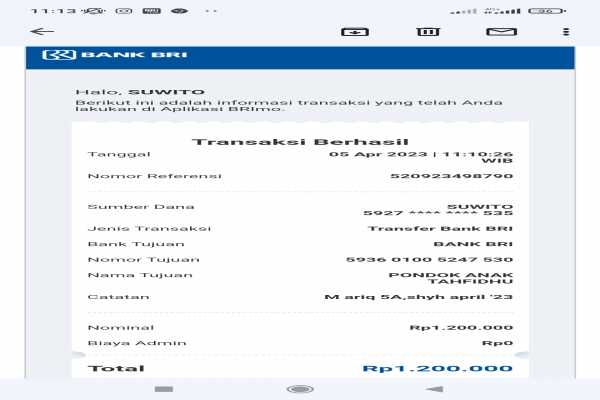 11:13
36
BANK BRI
Halo, SUWITO
Berikut ini adalah informasi transaksi yang telah Anda
lakukan di Aplikasi BRImo.
Transaksi Berhasil
Tanggal 05 Apr 2023 | 11:10:26
WIB
Nomor Referensi 520923498790
Sumber Dana SUWITO
5927 **** **** 535
Jenis Transaksi Transfer Bank BRI
Bank Tujuan BANK BRI
Nomor Tujuan 5936 0100 5247 530
Nama Tujuan PONDOK ANAK
TAHFIDHU
Catatan M ariq 5A,shyh april '23
Nominal Rp1.200.000
Biaya Admin Rp0
Total Rp1.200.000